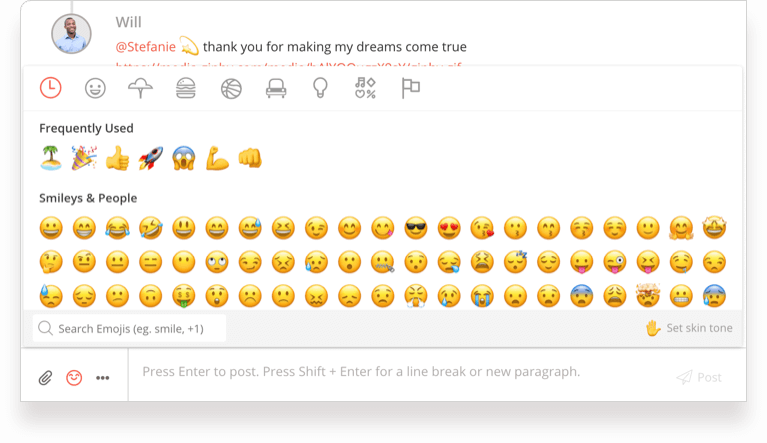 Will
@Stefanie thank you for making my dreams come true
Frequently Used
Smileys & People
Search Emojis (eg. smile, +1)
Set skin tone
Press Enter to post. Press Shift + Enter for a line break or new paragraph.
Post